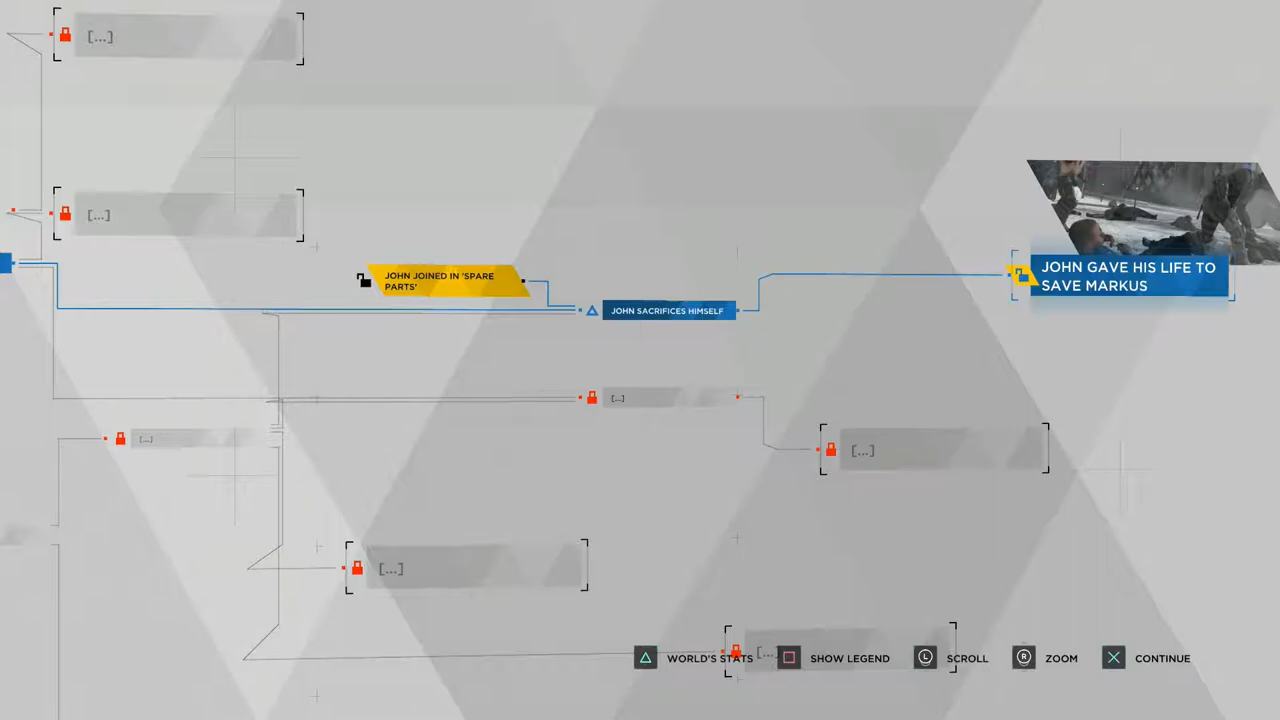 [...]
[...]
JOHN JOINED IN 'SPARE
PARTS'
JOHN SACRIFICES HIMSELF
JOHN GAVE HIS LIFE TO
SAVE MARKUS
[...]
[...]
[...]
[...]
[...]
WORLD'S STATS
SHOW LEGEND
L SCROLL
R ZOOM
CONTINUE